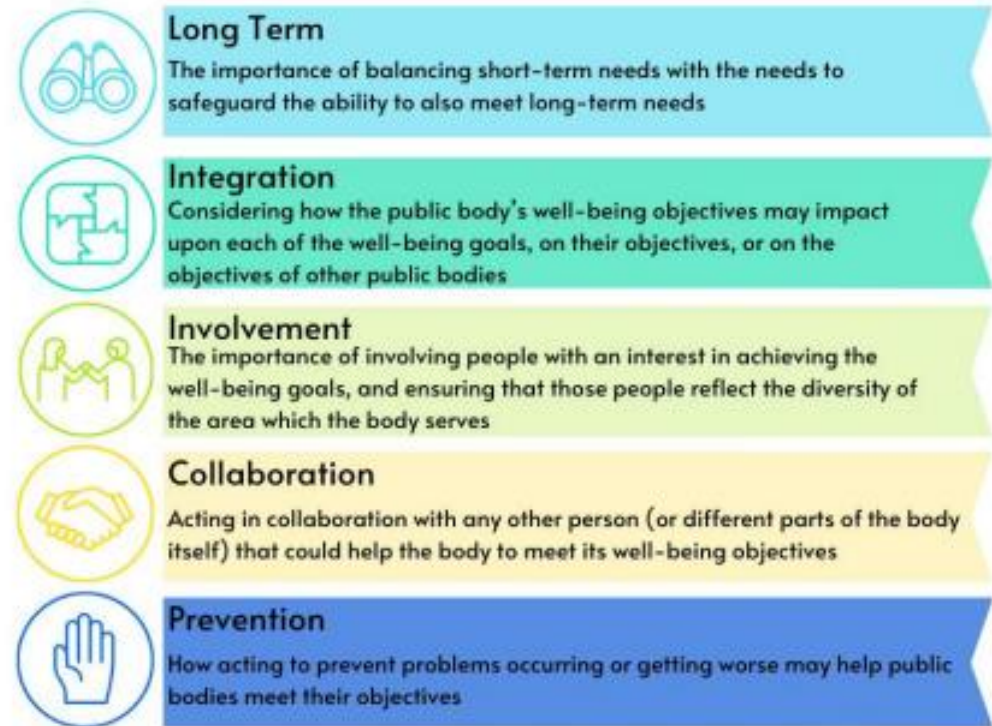 Long Term
The importance of balancing short-term needs with the needs to
safeguard the ability to also meet long-term needs
Integration
Considering how the public body's well-being objectives may impact
upon each of the well-being goals, on their objectives, or on the
objectives of other public bodies
Involvement
The importance of involving people with an interest in achieving the
well-being goals, and ensuring that those people reflect the diversity of
the area which the body serves
Collaboration
Acting in collaboration with any other person (or different parts of the body
itself) that could help the body to meet its well-being objectives
Prevention
How acting to prevent problems occurring or getting worse may help public
bodies meet their objectives